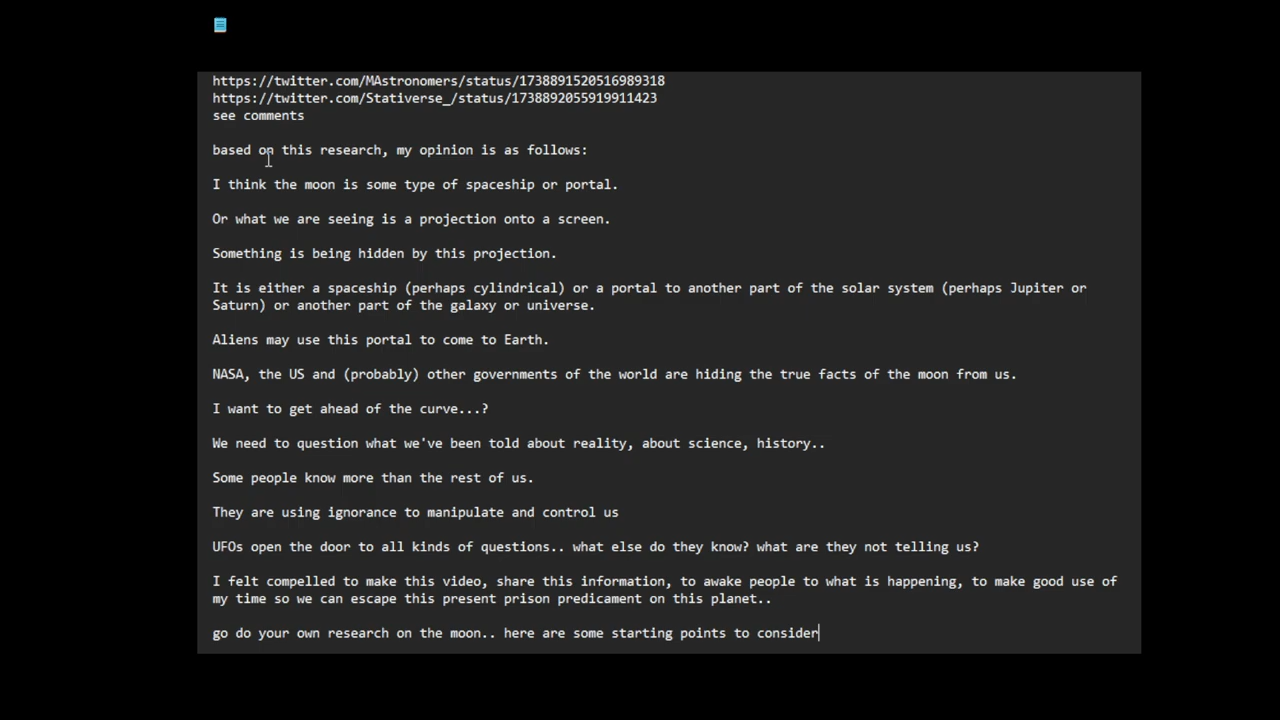 https://twitter.com/MAstronomers/status/1738891520516989318
https://twitter.com/Stativerse_/status/1738892055919911423
see comments
based on this research, my opinion is as follows:
I think the moon is some type of spaceship or portal.
Or what we are seeing is a projection onto a screen.
Something is being hidden by this projection.
It is either a spaceship (perhaps cylindrical) or a portal to another part of the solar system (perhaps Jupiter or
Saturn) or another part of the galaxy or universe.
Aliens may use this portal to come to Earth.
NASA, the US and (probably) other governments of the world are hiding the true facts of the moon from us.
I want to get ahead of the curve...?
We need to question what we've been told about reality, about science, history..
Some people know more than the rest of us.
They are using ignorance to manipulate and control us
UFOs open the door to all kinds of questions.. what else do they know? what are they not telling us?
I felt compelled to make this video, share this information, to awake people to what is happening, to make good use of
my time so we can escape this present prison predicament on this planet..
go do your own research on the moon.. here are some starting points to consider